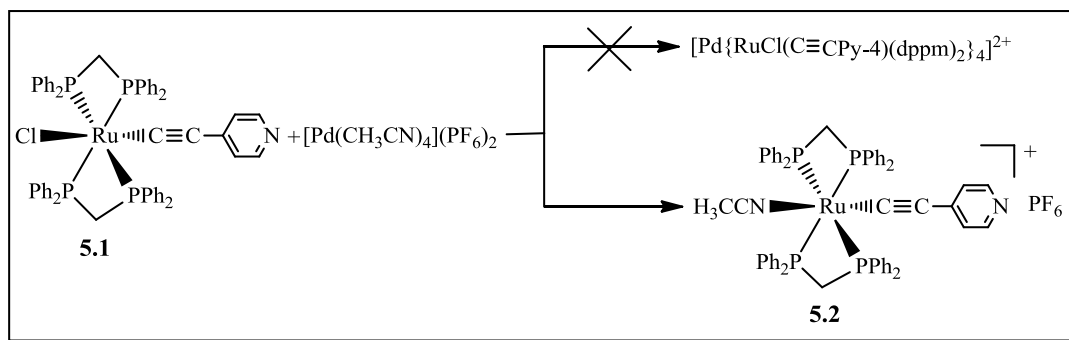 [Pd{RuCl(C≡CPy-4)(dppm)2}4]2+
Ph2P PPh2
Cl Ru C≡C N +[Pd(CH3CN)4](PF6)2
Ph2P PPh2
5.1
Ph2P PPh2 +
H3CCN Ru C≡C N PF6
Ph2P PPh2
5.2